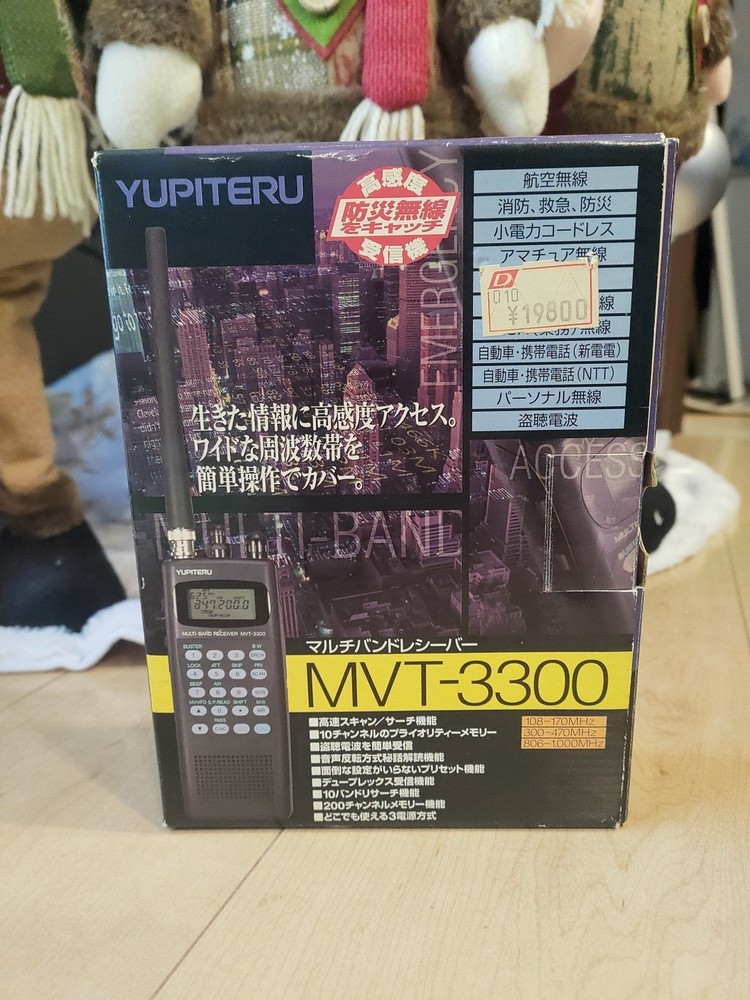 YUPITERU
高感度
防災無線
をキャッチ
受信機
EMERGENCY
航空無線
消防、救急、防災
小電力コードレス
アマチュア無線
D
010
¥19800
線
無線
自動車・携帯電話(新電電)
自動車・携帯電話(NTT)
パーソナル無線
盗聴電波
生きた情報に高感度アクセス。
ワイドな周波数帯を
簡単操作でカバー。
ACCESS
MULTI-BAND
YUPITERU
847.200.0
MULTI-BAND RECEIVER MVT-3300
マルチバンドレシーバー
MVT-3300
■高速スキャン/サーチ機能
■10チャンネルのプライオリティーメモリー
■盗聴電波を簡単受信
■音声反転方式秘話解読機能
■面倒な設定がいらないプリセット機能
■デュープレックス受信機能
■10バンドリサーチ機能
■200チャンネルメモリー機能
■どこでも使える3電源方式
108~170MHz
300~470MHz
806~1,000MHz